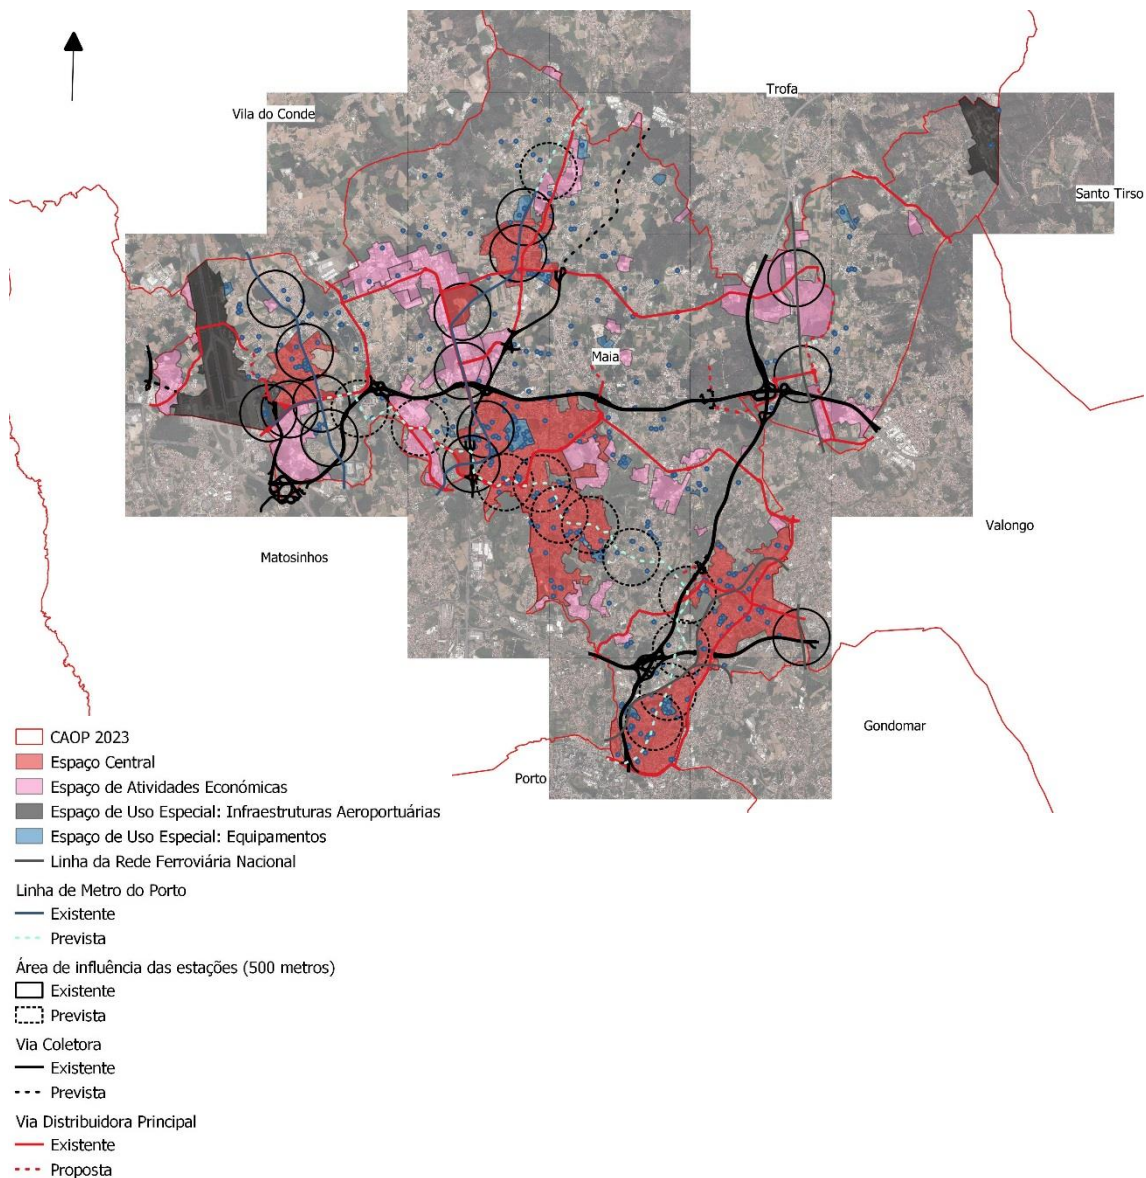 Trofa
Vila do Conde
Santo Tirso
Maia
Valongo
Matosinhos
Gondomar
Porto
CAOP 2023
Espaço Central
Espaço de Atividades Económicas
Espaço de Uso Especial: Infraestruturas Aeroportuárias
Espaço de Uso Especial: Equipamentos
Linha da Rede Ferroviária Nacional
Linha de Metro do Porto
Existente
Prevista
Área de influência das estações (500 metros)
Existente
Prevista
Via Coletora
Existente
Prevista
Via Distribuidora Principal
Existente
Proposta